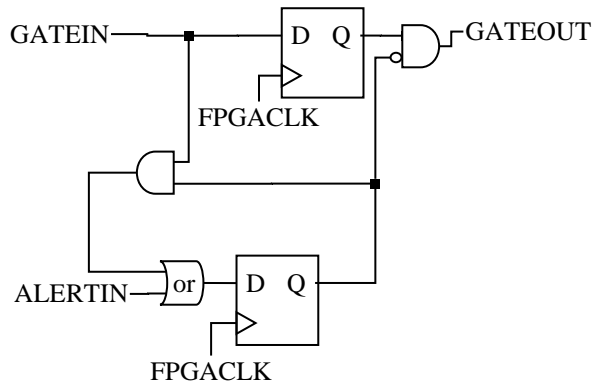 GATEIN
D Q
GATEOUT
FPGACLK
or
D Q
ALERTIN
FPGACLK